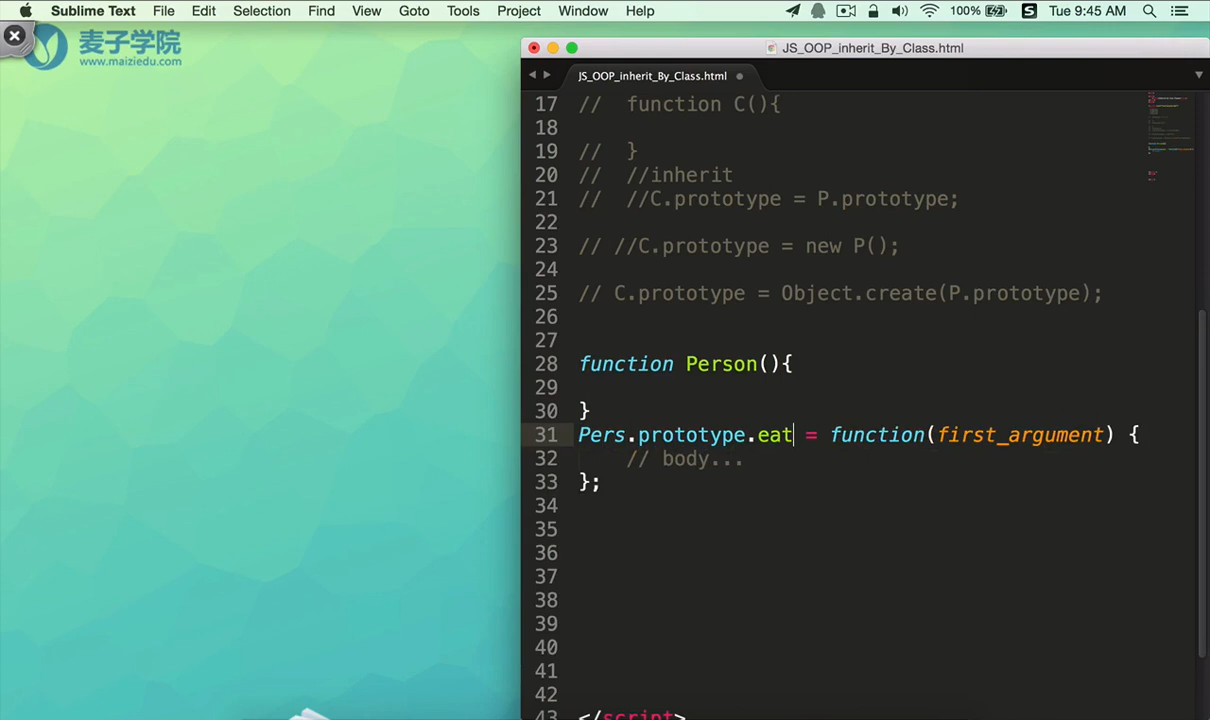 Sublime Text File Edit Selection Find View Goto Tools Project Window Help 100% S Tue 9:45 AM
麦子学院
www.maiziedu.com
JS_OOP_inherit_By_Class.html
JS_OOP_inherit_By_Class.html
17 // function C(){
18
19 // }
20 // //inherit
21 // //C.prototype = P.prototype;
22
23 // //C.prototype = new P();
24
25 // C.prototype = Object.create(P.prototype);
26
27
28 function Person(){
29
30 }
31 Pers.prototype.eat = function(first_argument) {
32 // body...
33 };
34
35
36
37
38
39
40
41
42
43 </script>